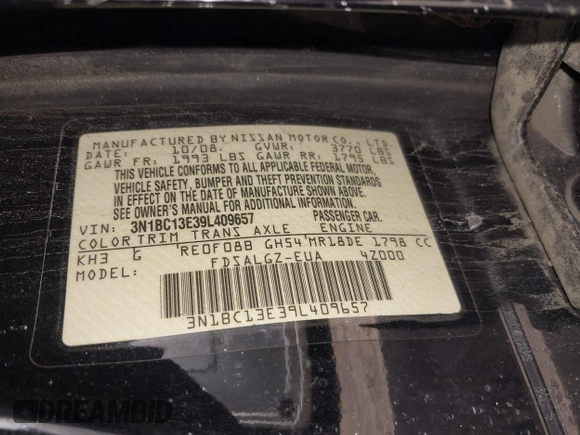 MANUFACTURED BY NISSAN MOTOR CO., LTD.
DATE: 10/08 GVWR: 3770 LBS
GAWR FR. 1993 LBS GAWR RR. 1795 LBS
THIS VEHICLE CONFORMS TO ALL APPLICABLE FEDERAL MOTOR
VEHICLE SAFETY, BUMPER AND THEFT PREVENTION STANDARDS
IN EFFECT ON THE DATE OF MANUFACTURE SHOWN ABOVE.
SEE OWNER'S MANUAL FOR ADDITIONAL INFORMATION.
VIN: 3N1BC13E39L409657 PASSENGER CAR.
COLOR TRIM TRANS AXLE ENGINE
KH3 G RE0F08B GH54 MR18DE 1798 CC
MODEL: FDSALGZ-EUA 4Z000
3N1BC13E39L409657
DREAMBID